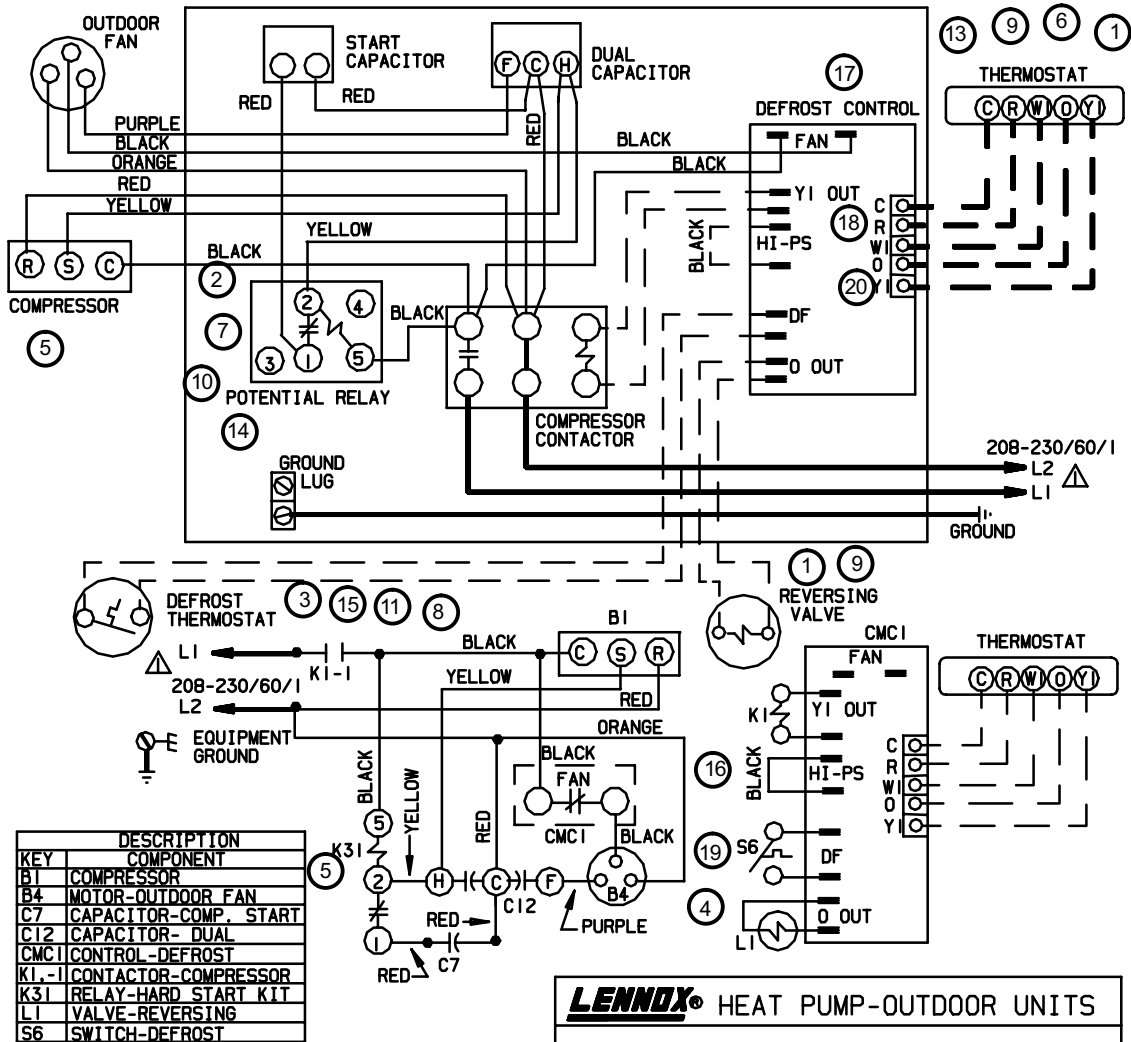 OUTDOOR
FAN
START
CAPACITOR
F C H
DUAL
CAPACITOR
13 9 6 1
17
THERMOSTAT
C R W1 O Y1
DEFROST CONTROL
RED
RED
RED
PURPLE
BLACK
ORANGE
RED
YELLOW
BLACK
BLACK
FAN
Y1 OUT
HI-PS
BLACK
DF
O OUT
C
R
W1
O
Y1
18
20
YELLOW
BLACK
R S C
COMPRESSOR
5
2
7
10
14
2
4
3
1
5
BLACK
POTENTIAL RELAY
COMPRESSOR
CONTACTOR
GROUND
LUG
208-230/60/1
L2
L1
GROUND
DEFROST
THERMOSTAT
3 15 11 8
1 9
REVERSING
VALVE
L1
K1-1
208-230/60/1
L2
EQUIPMENT
GROUND
BLACK
B1
C S R
YELLOW
RED
ORANGE
BLACK
YELLOW
RED
BLACK
FAN
CMC1
BLACK
5
K31
5
2
H
C
C12
F
B4
PURPLE
1
RED
RED
C7
CMC1
FAN
THERMOSTAT
C R W1 O Y1
K1
Y1 OUT
16
BLACK
HI-PS
C
R
W1
O
Y1
19
S6
DF
4
L1
O OUT
DESCRIPTION
KEY COMPONENT
B1 COMPRESSOR
B4 MOTOR-OUTDOOR FAN
C7 CAPACITOR-COMP. START
C12 CAPACITOR- DUAL
CMC1 CONTROL-DEFROST
K1,-1 CONTACTOR-COMPRESSOR
K31 RELAY-HARD START KIT
L1 VALVE-REVERSING
S6 SWITCH-DEFROST
LENNOX® HEAT PUMP-OUTDOOR UNITS